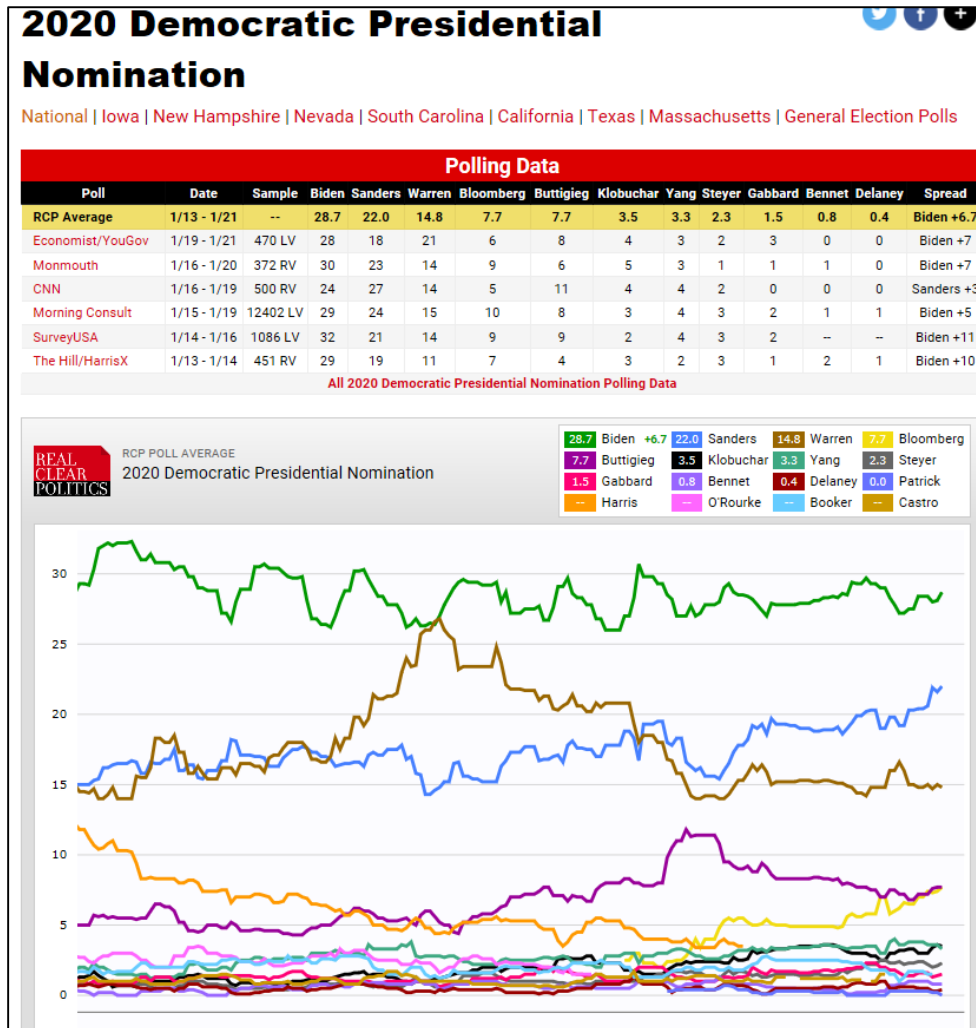 2020 Democratic Presidential
Nomination
National | Iowa | New Hampshire | Nevada | South Carolina | California | Texas | Massachusetts | General Election Polls
Polling Data
Poll Date Sample Biden Sanders Warren Bloomberg Buttigieg Klobuchar Yang Steyer Gabbard Bennet Delaney Spread
RCP Average 1/13 - 1/21 -- 28.7 22.0 14.8 7.7 7.7 3.5 3.3 2.3 1.5 0.8 0.4 Biden +6.7
Economist/YouGov 1/19 - 1/21 470 LV 28 18 21 6 8 4 3 2 3 0 0 Biden +7
Monmouth 1/16 - 1/20 372 RV 30 23 14 9 6 5 3 1 1 1 0 Biden +7
CNN 1/16 - 1/19 500 RV 24 27 14 5 11 4 4 2 0 0 0 Sanders +3
Morning Consult 1/15 - 1/19 12402 LV 29 24 15 10 8 3 4 3 2 1 1 Biden +5
SurveyUSA 1/14 - 1/16 1086 LV 32 21 14 9 9 2 4 3 2 -- -- Biden +11
The Hill/HarrisX 1/13 - 1/14 451 RV 29 19 11 7 4 3 2 3 1 2 1 Biden +10
All 2020 Democratic Presidential Nomination Polling Data
REAL
CLEAR
POLITICS
RCP POLL AVERAGE
2020 Democratic Presidential Nomination
28.7 Biden +6.7 22.0 Sanders 14.8 Warren 7.7 Bloomberg
7.7 Buttigieg 3.5 Klobuchar 3.3 Yang 2.3 Steyer
1.5 Gabbard 0.8 Bennet 0.4 Delaney 0.0 Patrick
-- Harris -- O'Rourke -- Booker -- Castro
30
25
20
15
10
5
0